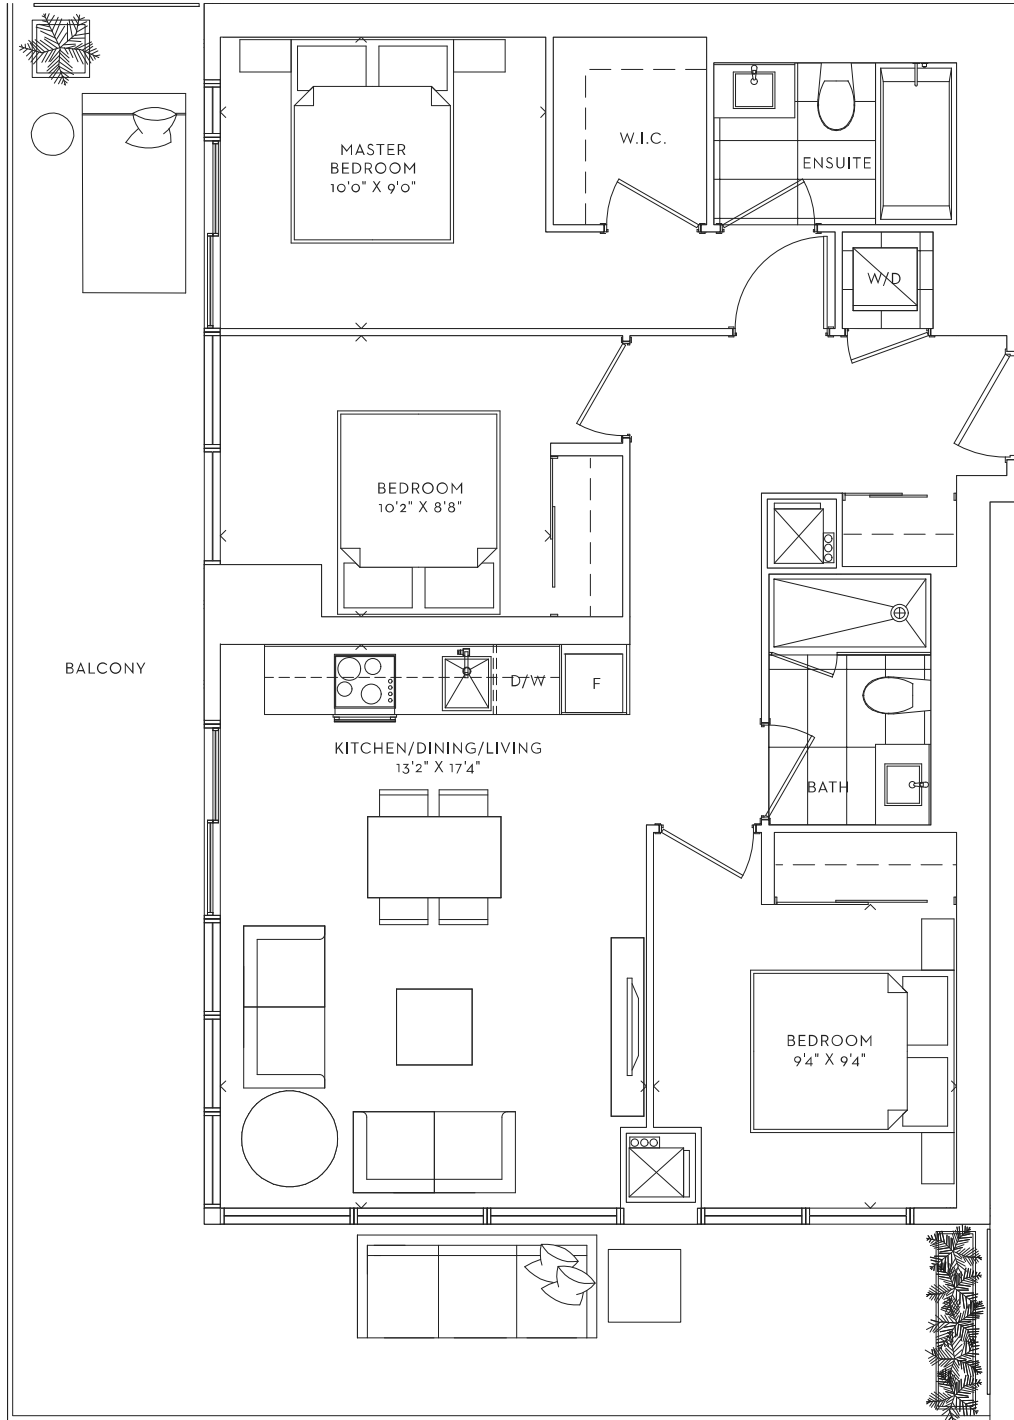 MASTER
BEDROOM
10'0" X 9'0"
W.I.C.
ENSUITE
W/D
BEDROOM
10'2" X 8'8"
BALCONY
D/W
F
KITCHEN/DINING/LIVING
13'2" X 17'4"
BATH
BEDROOM
9'4" X 9'4"